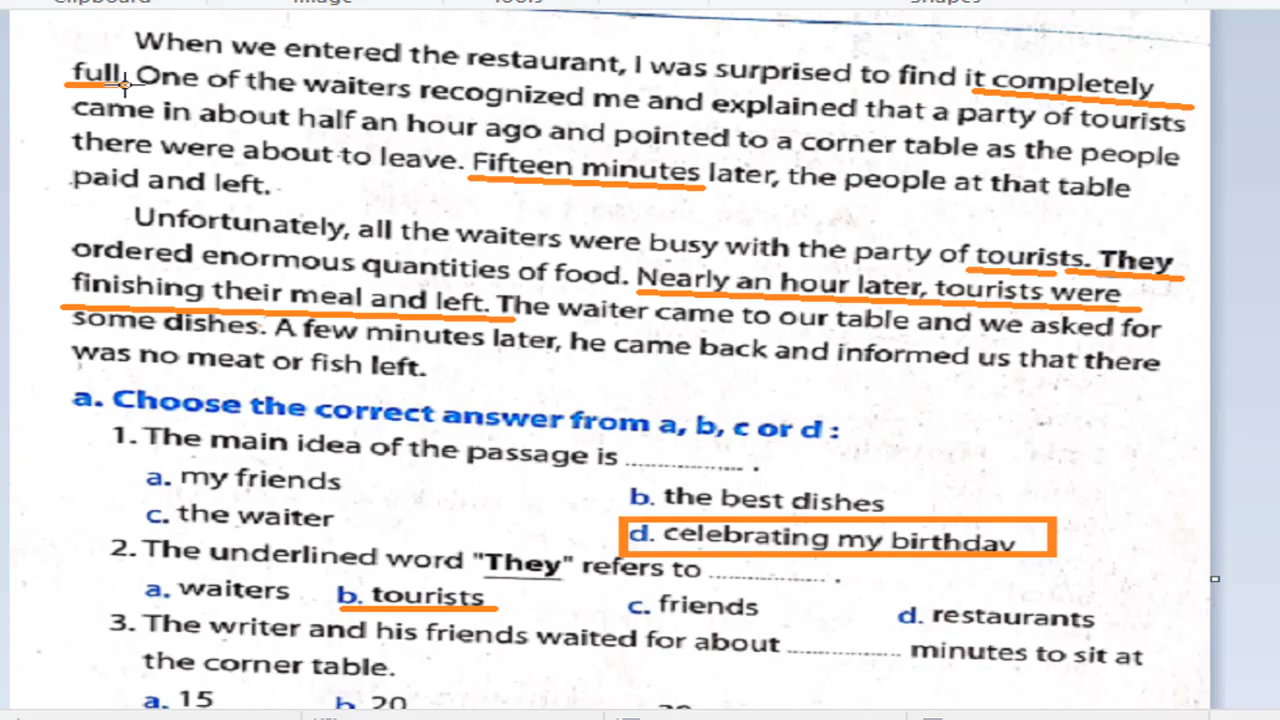 When we entered the restaurant, I was surprised to find it completely
full. One of the waiters recognized me and explained that a party of tourists
came in about half an hour ago and pointed to a corner table as the people
there were about to leave. Fifteen minutes later, the people at that table
paid and left.
Unfortunately, all the waiters were busy with the party of tourists. They
ordered enormous quantities of food. Nearly an hour later, tourists were
finishing their meal and left. The waiter came to our table and we asked for
some dishes. A few minutes later, he came back and informed us that there
was no meat or fish left.
a. Choose the correct answer from a, b, c or d :
1. The main idea of the passage is .................... .
a. my friends b. the best dishes
c. the waiter d. celebrating my birthday
2. The underlined word "They" refers to .................... .
a. waiters b. tourists c. friends d. restaurants
3. The writer and his friends waited for about .................... minutes to sit at
the corner table.
a. 15 b. 20